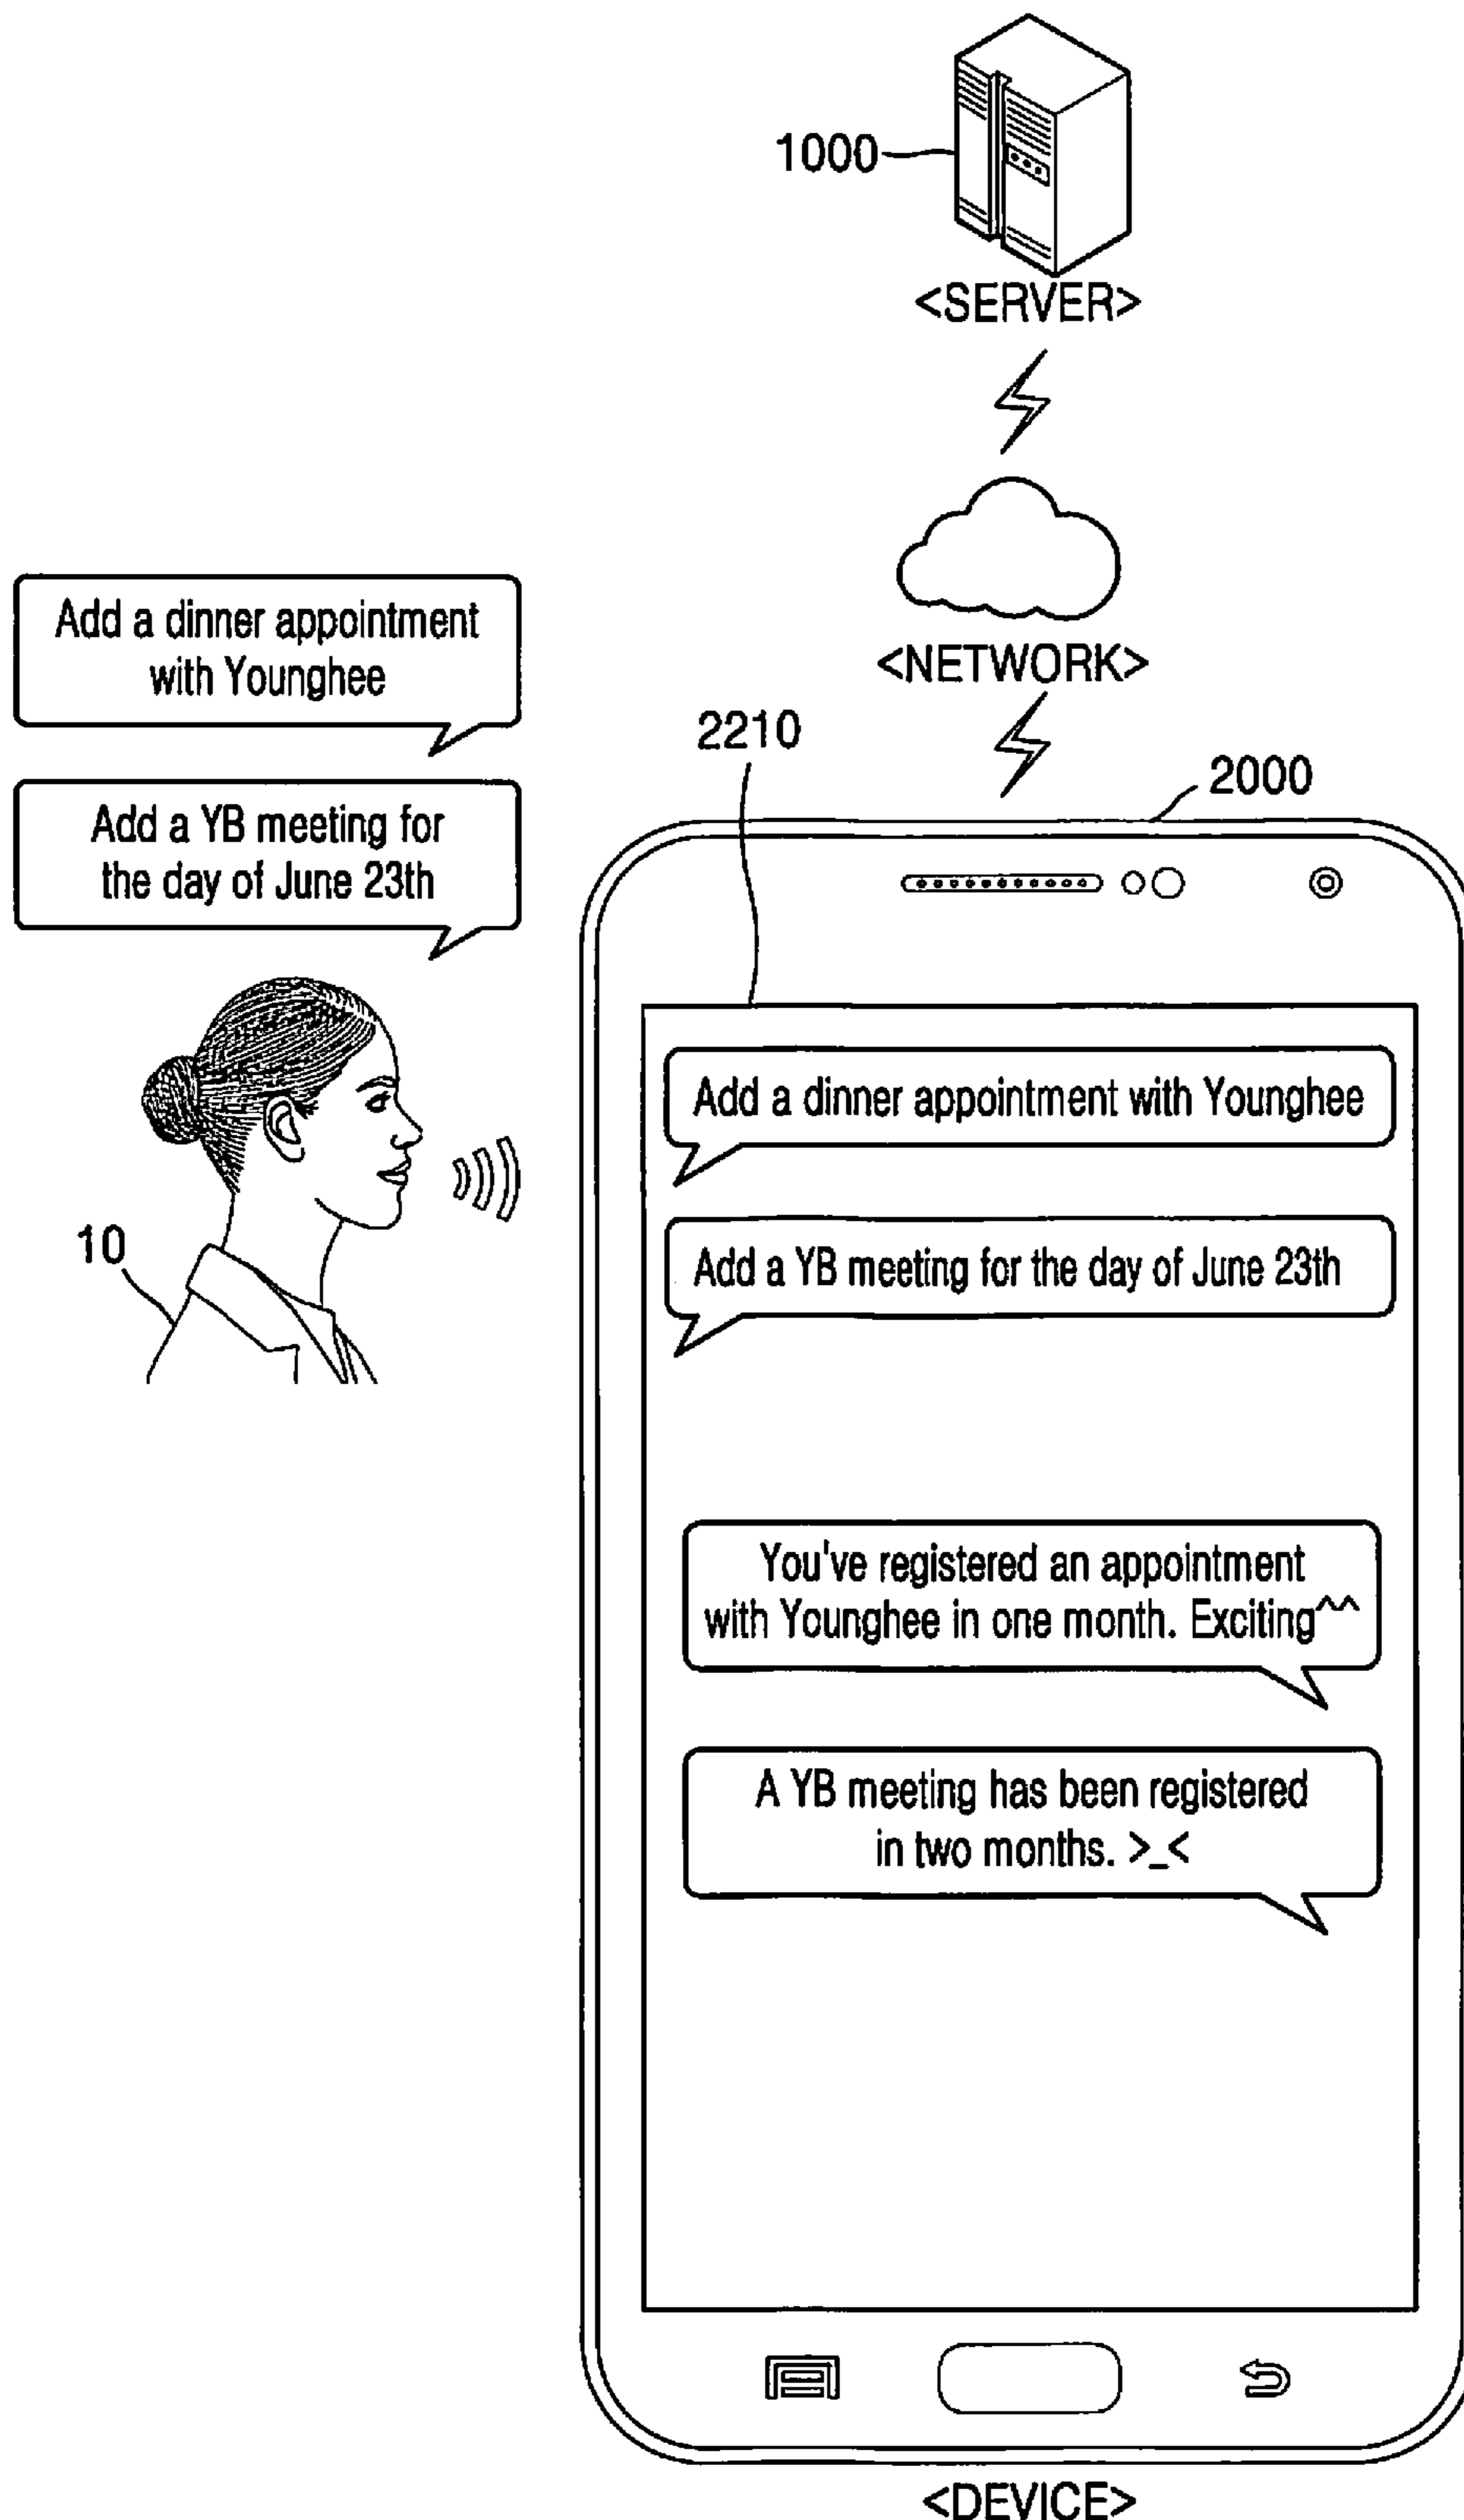 1000
<SERVER>
<NETWORK>
Add a dinner appointment
with Younghee
2210
2000
Add a YB meeting for
the day of June 23th
10
Add a dinner appointment with Younghee
Add a YB meeting for the day of June 23th
You've registered an appointment
with Younghee in one month. Exciting^^
A YB meeting has been registered
in two months. >_<
<DEVICE>